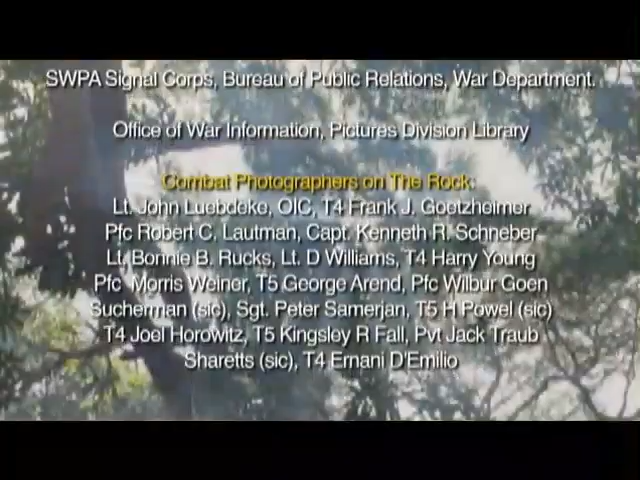 SWPA Signal Corps, Bureau of Public Relations, War Department.
Office of War Information, Pictures Division Library
Combat Photographers on The Rock:
Lt. John Luebdeke, OIC, T4 Frank J. Goetzheimer
Pfc Robert C. Lautman, Capt. Kenneth R. Schneber
Lt. Bonnie B. Rucks, Lt. D Williams, T4 Harry Young
Pfc Morris Weiner, T5 George Arend, Pfc Wilbur Goen
Sucherman (sic), Sgt. Peter Samerjan, T5 H Powel (sic)
T4 Joel Horowitz, T5 Kingsley R Fall, Pvt Jack Traub
Sharetts (sic), T4 Ernani D'Emilio